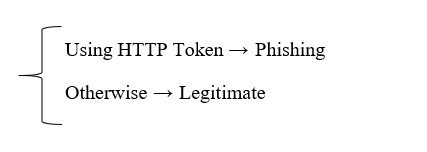 Using HTTP Token → Phishing
Otherwise → Legitimate